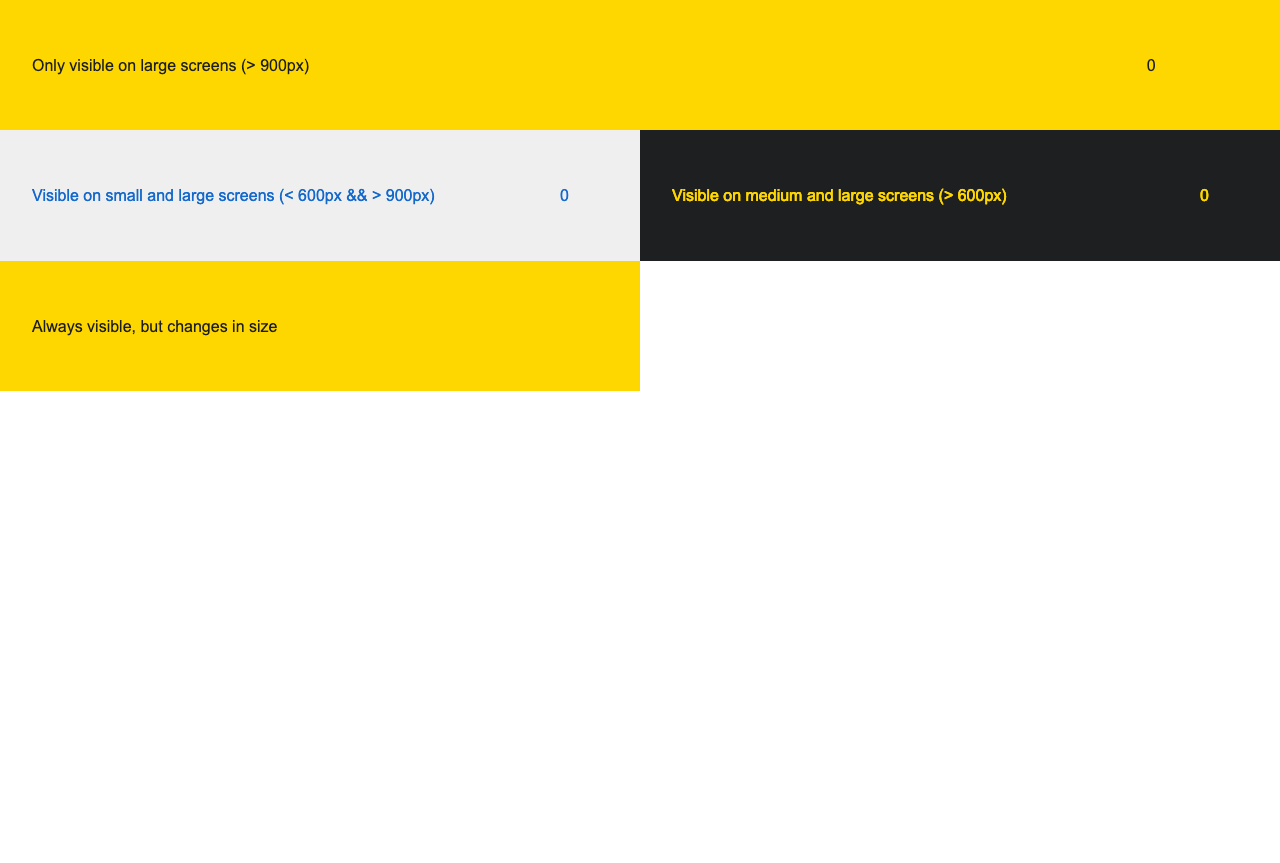 Only visible on large screens (> 900px) 0
Visible on small and large screens (< 600px && > 900px) 0
Visible on medium and large screens (> 600px) 0
Always visible, but changes in size